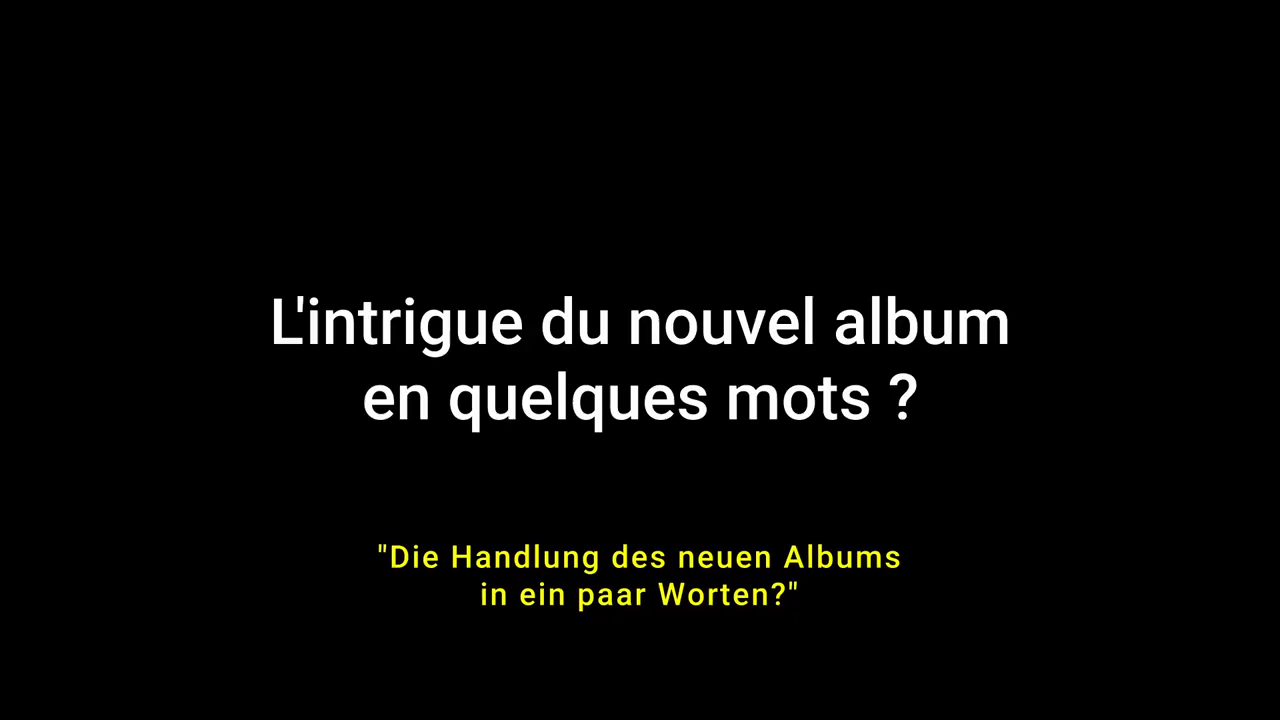 L'intrigue du nouvel album
en quelques mots ?
"Die Handlung des neuen Albums
in ein paar Worten?"